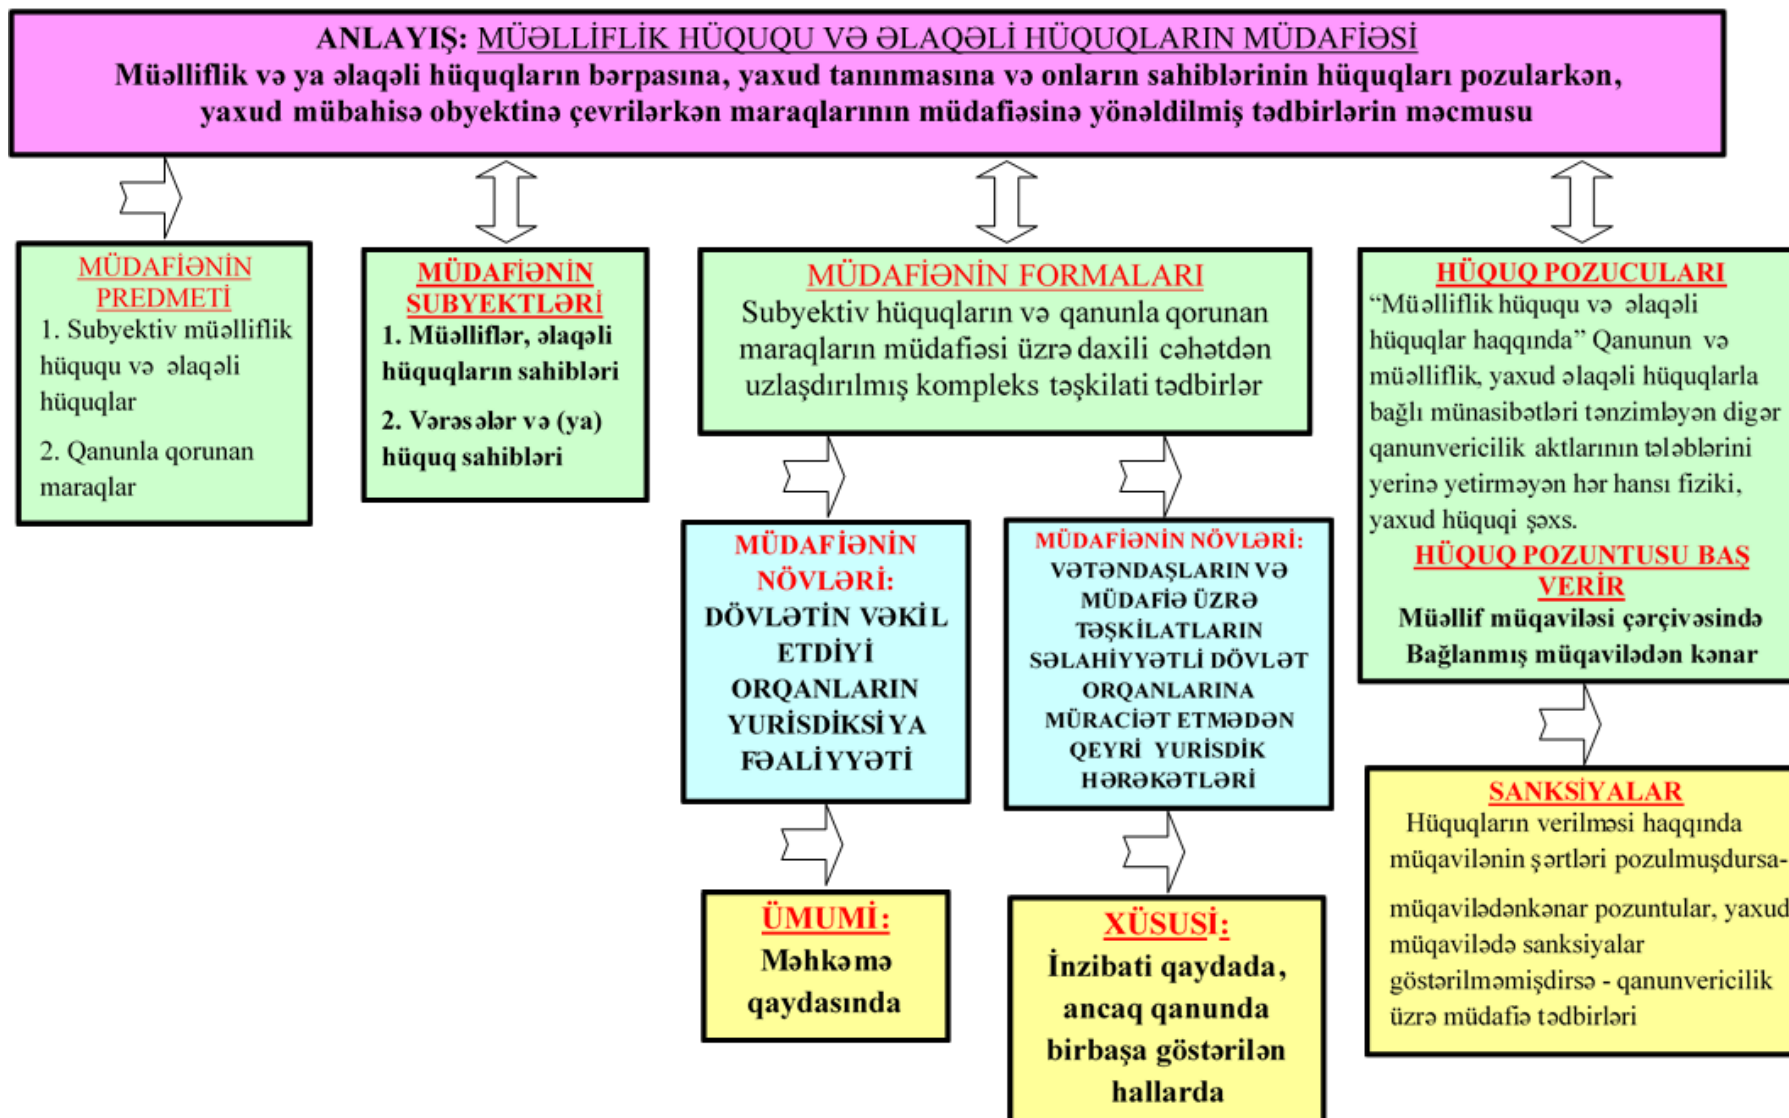 ANLAYIŞ: MÜƏLLİFLİK HÜQUQU VƏ ƏLAQƏLİ HÜQUQLARIN MÜDAFİƏSİ
Müəlliflik və ya əlaqəli hüquqların bərpasına, yaxud tanınmasına və onların sahiblərinin hüquqları pozularkən,
yaxud mübahisə obyektinə çevrilərkən maraqlarının müdafiəsinə yönəldilmiş tədbirlərin məcmusu
MÜDAFİƏNİN
PREDMETİ
1. Subyektiv müəlliflik
hüququ və əlaqəli
hüquqlar
2. Qanunla qorunan
maraqlar
MÜDAFİƏNİN
SUBYEKTLƏRİ
1. Müəlliflər, əlaqəli
hüquqların sahibləri
2. Vərəsələr və (ya)
hüquq sahibləri
MÜDAFİƏNİN FORMALARI
Subyektiv hüquqların və qanunla qorunan
maraqların müdafiəsi üzrə daxili cəhətdən
uzlaşdırılmış kompleks təşkilati tədbirlər
HÜQUQ POZUCULARI
“Müəlliflik hüququ və əlaqəli
hüquqlar haqqında” Qanunun və
müəlliflik, yaxud əlaqəli hüquqlarla
bağlı münasibətləri tənzimləyən digər
qanunvericilik aktlarının tələblərini
yerinə yetirməyən hər hansı fiziki,
yaxud hüquqi şəxs.
HÜQUQ POZUNTUSU BAŞ
VERİR
Müəllif müqaviləsi çərçivəsində
Bağlanmış müqavilədən kənar
MÜDAFİƏNİN
NÖVLƏRİ:
DÖVLƏTİN VƏKİL
ETDİYİ
ORQANLARIN
YURİSDİKSİYA
FƏALİYYƏTİ
MÜDAFİƏNİN NÖVLƏRİ:
VƏTƏNDAŞLARIN VƏ
MÜDAFİƏ ÜZRƏ
TƏŞKİLATLARIN
SƏLAHİYYƏTLİ DÖVLƏT
ORQANLARINA
MÜRACİƏT ETMƏDƏN
QEYRİ YURİSDİK
HƏRƏKƏTLƏRİ
ÜMUMİ:
Məhkəmə
qaydasında
XÜSUSİ:
İnzibati qaydada,
ancaq qanunda
birbaşa göstərilən
hallarda
SANKSİYALAR
Hüquqların verilməsi haqqında
müqavilənin şərtləri pozulmuşdursa-
müqavilədənkənar pozuntular, yaxud
müqavilədə sanksiyalar
göstərilməmişdirsə - qanunvericilik
üzrə müdafiə tədbirləri